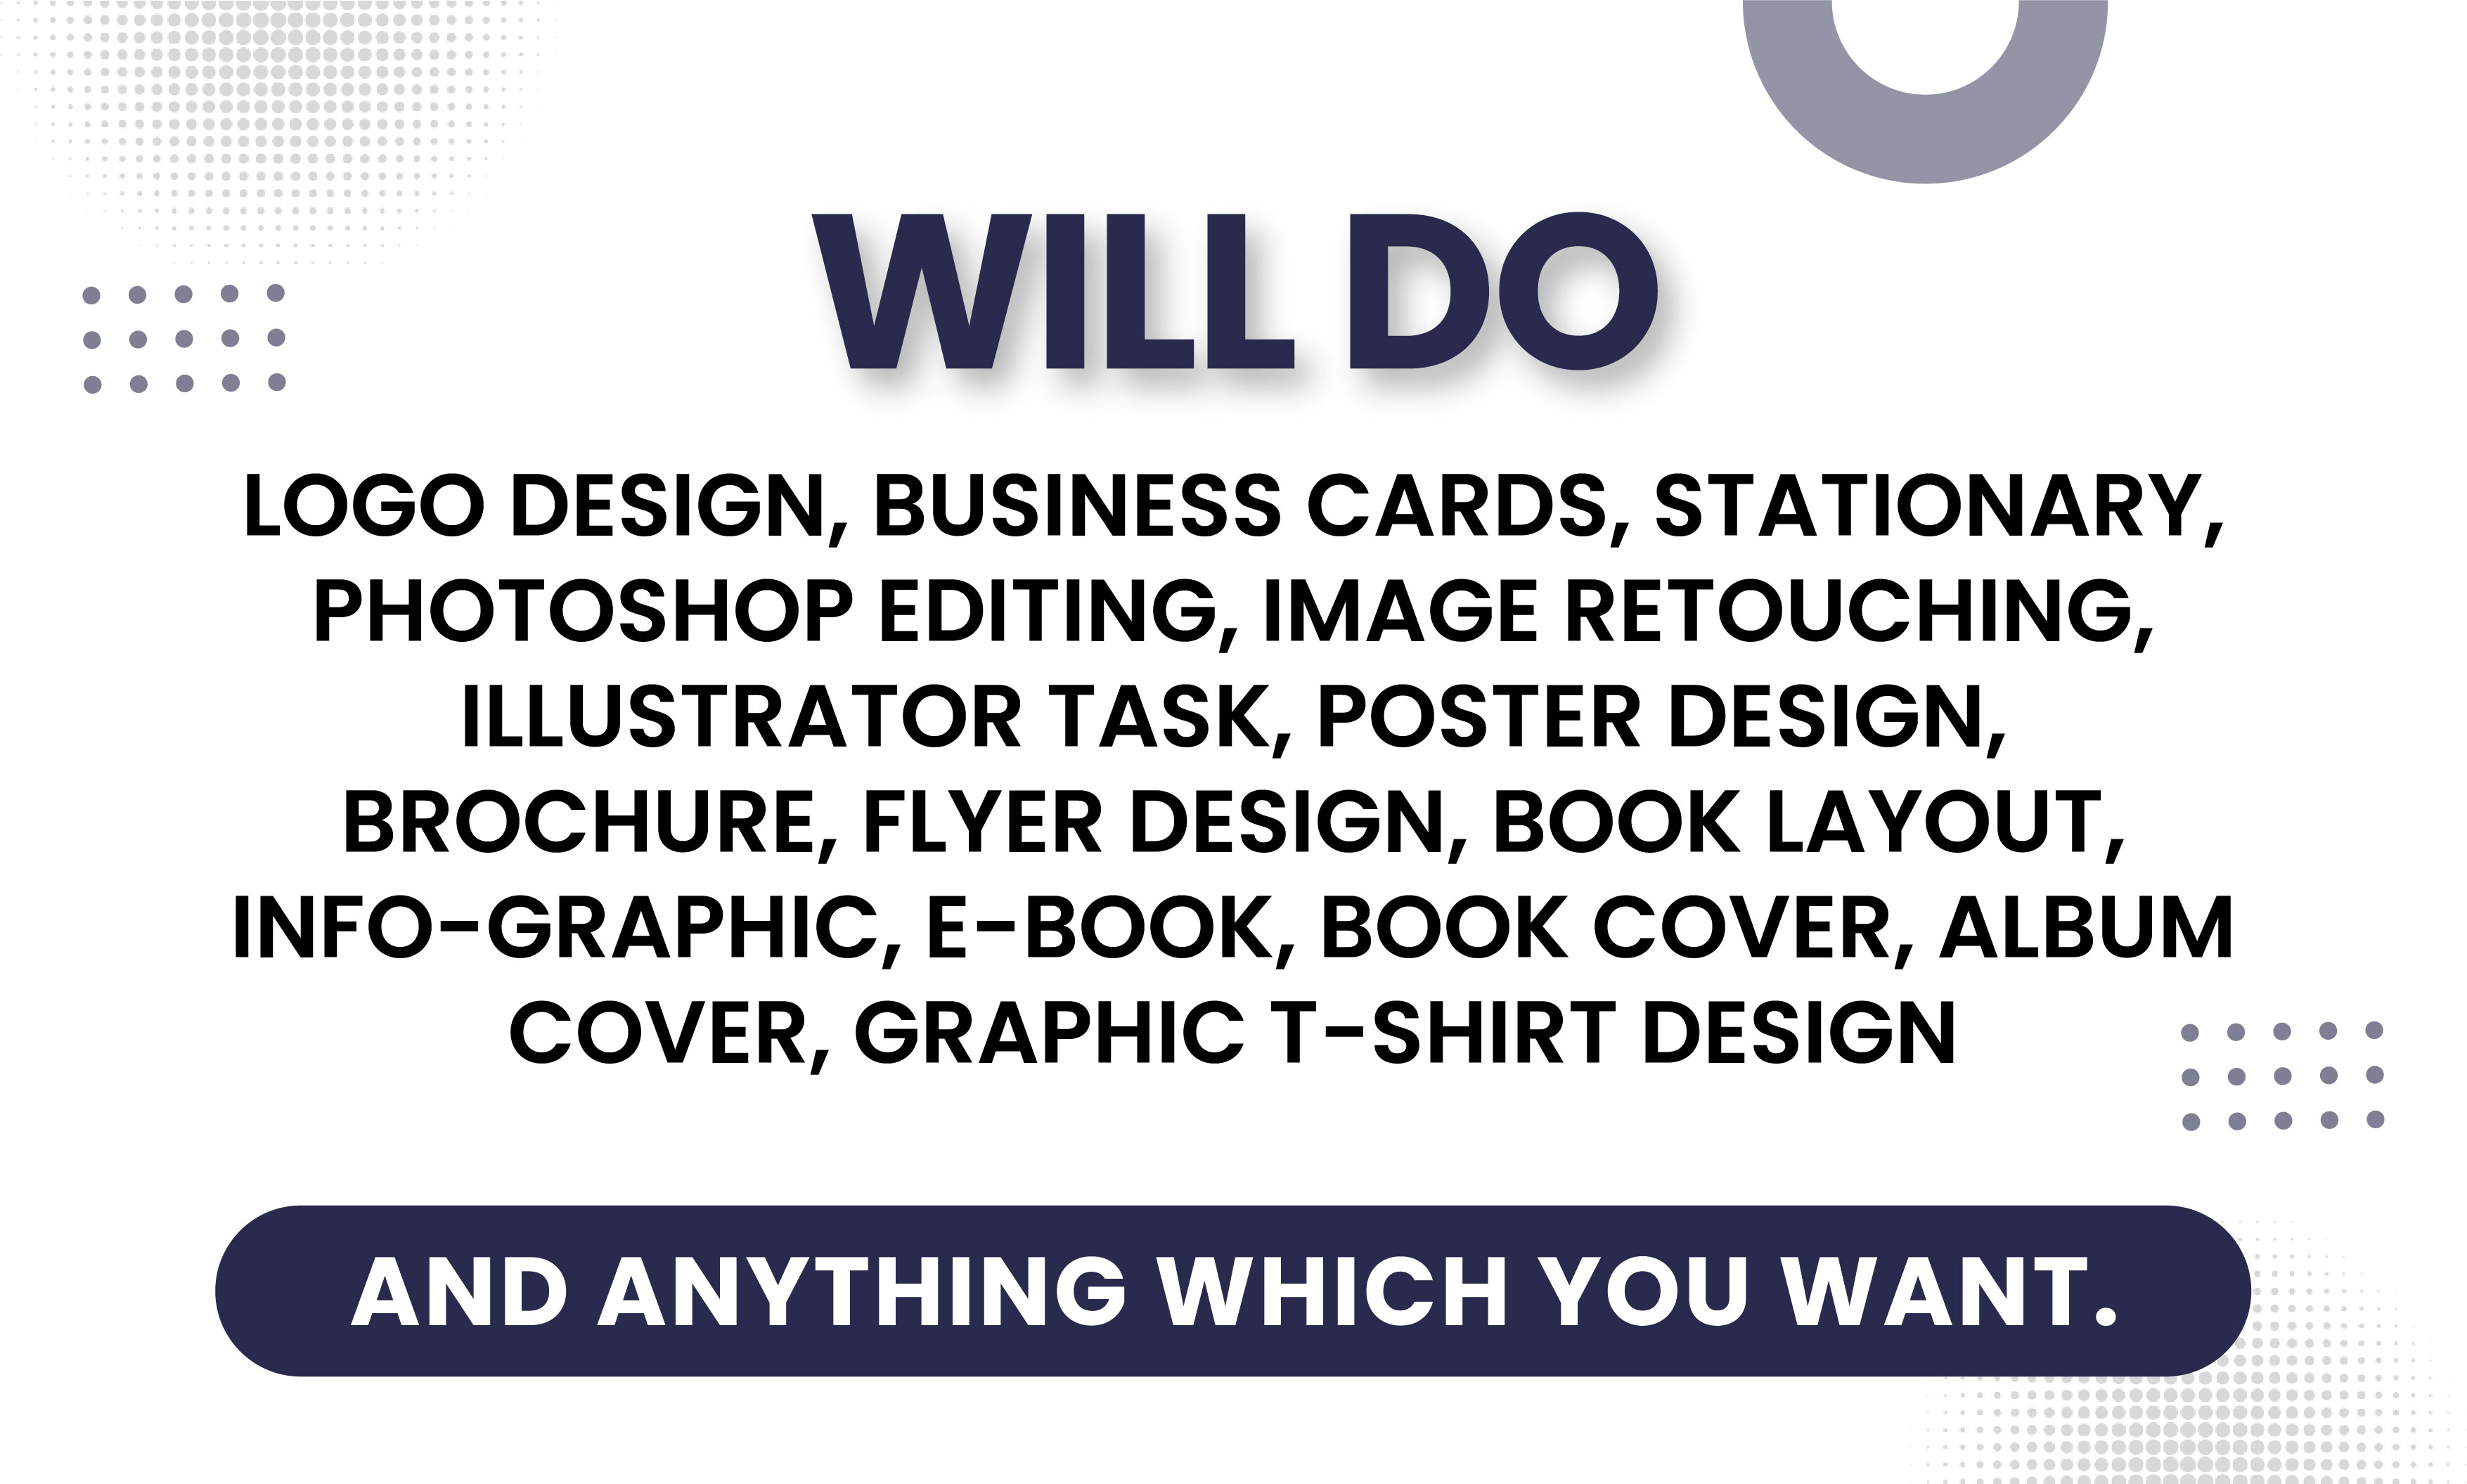 WILL DO
LOGO DESIGN, BUSINESS CARDS, STATIONARY,
PHOTOSHOP EDITING, IMAGE RETOUCHING,
ILLUSTRATOR TASK, POSTER DESIGN,
BROCHURE, FLYER DESIGN, BOOK LAYOUT,
INFO-GRAPHIC, E-BOOK, BOOK COVER, ALBUM
COVER, GRAPHIC T-SHIRT DESIGN
AND ANYTHING WHICH YOU WANT.